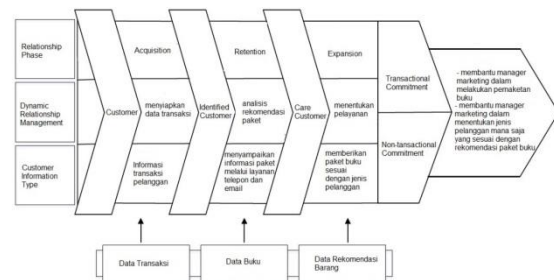 Relationship
Phase
Acquisition
Retention
Expansion
Dynamic
Relationship
Management
Customer
menyiapkan
data transaksi
Identified
Customer
analisis
rekomendasi
paket
Care
Customer
menentukan
pelayanan
Transactional
Commitment
- membantu manager
marketing dalam
melakukan pemaketan
buku
- membantu manager
marketing dalam
menentukan jenis
pelanggan mana saja
yang sesuai dengan
rekomendasi paket buku
Customer
Information
Type
Informasi
transaksi
pelanggan
menyampaikan
informasi paket
melalui layanan
telepon dan
email
memberikan
paket buku
sesuai
dengan jenis
pelanggan
Non-tansactional
Commitment
Data Transaksi
Data Buku
Data Rekomendasi
Barang